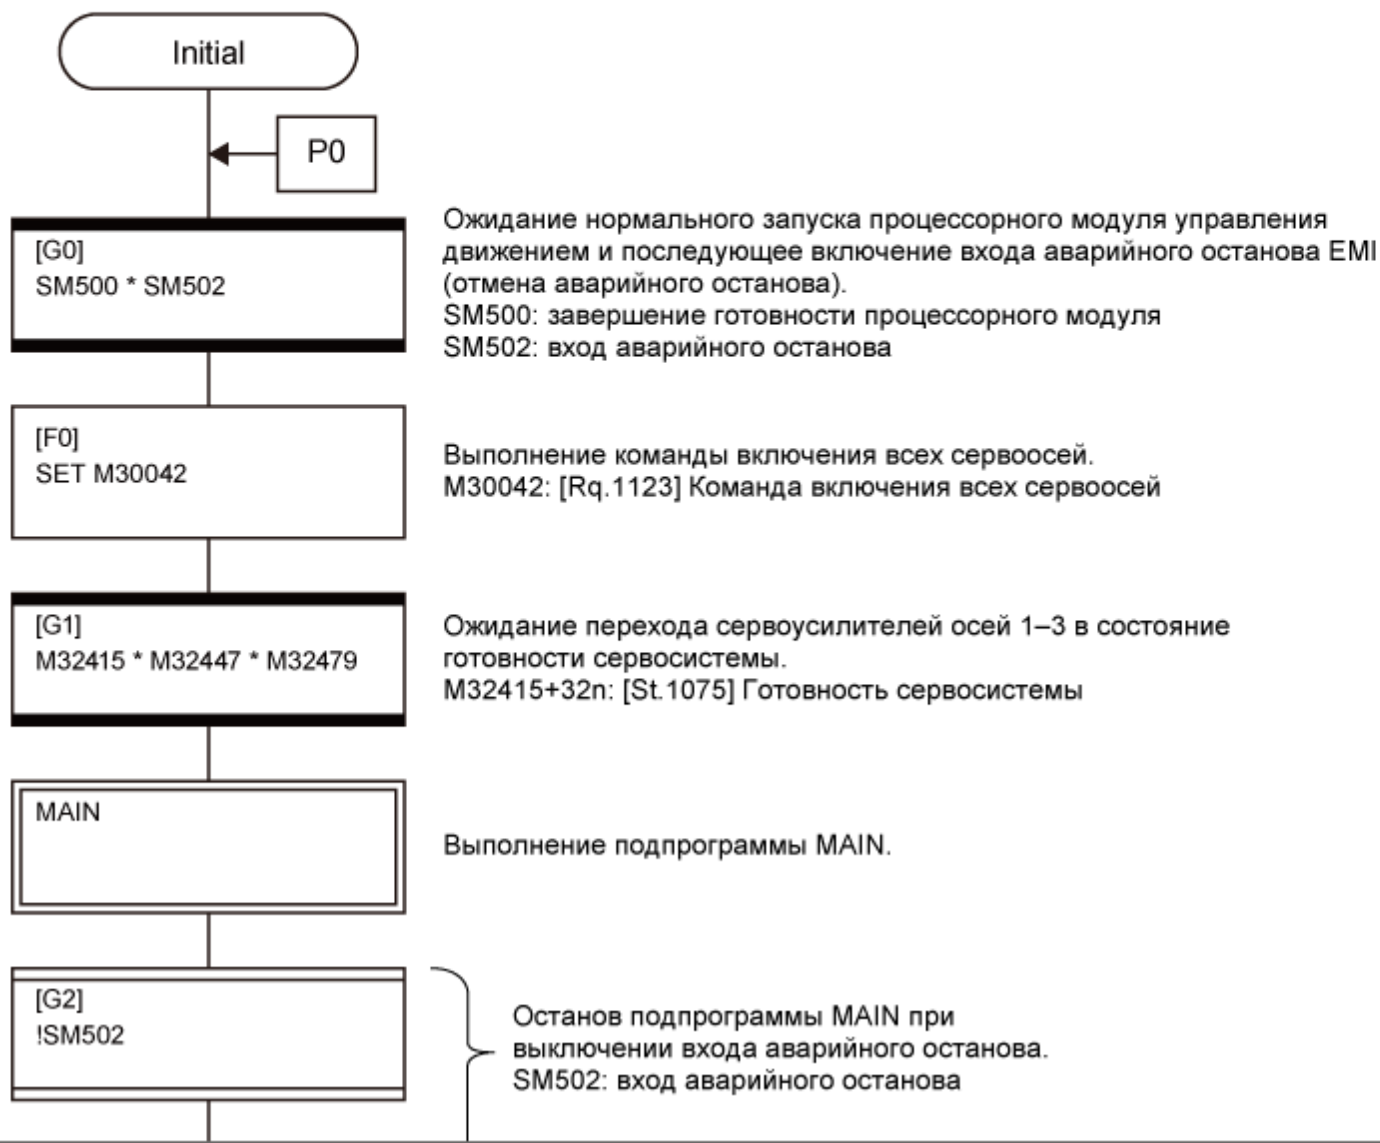 Initial
P0
[G0]
SM500 * SM502
Ожидание нормального запуска процессорного модуля управления
движением и последующее включение входа аварийного останова EMI
(отмена аварийного останова).
SM500: завершение готовности процессорного модуля
SM502: вход аварийного останова
[F0]
SET M30042
Выполнение команды включения всех сервоосей.
M30042: [Rq.1123] Команда включения всех сервоосей
[G1]
M32415 * M32447 * M32479
Ожидание перехода сервоусилителей осей 1–3 в состояние
готовности сервосистемы.
M32415+32n: [St.1075] Готовность сервосистемы
MAIN
Выполнение подпрограммы MAIN.
[G2]
!SM502
Останов подпрограммы MAIN при
выключении входа аварийного останова.
SM502: вход аварийного останова